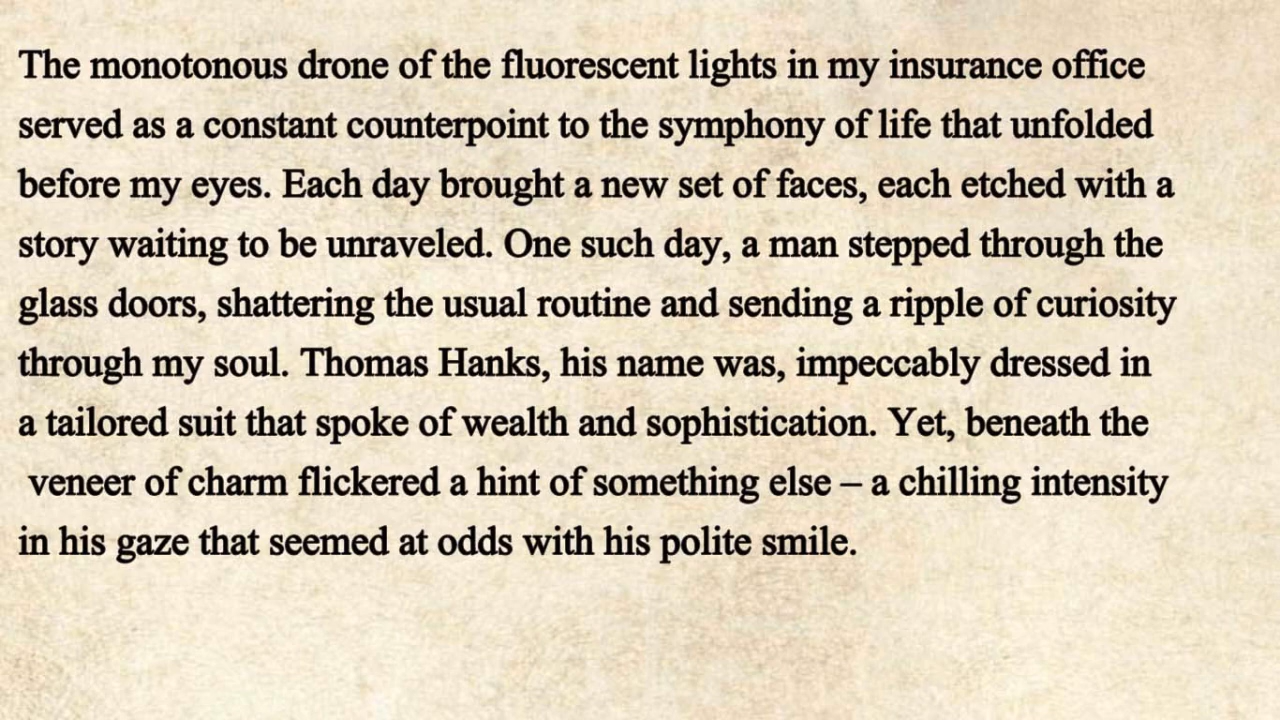 The monotonous drone of the fluorescent lights in my insurance office
served as a constant counterpoint to the symphony of life that unfolded
before my eyes. Each day brought a new set of faces, each etched with a
story waiting to be unraveled. One such day, a man stepped through the
glass doors, shattering the usual routine and sending a ripple of curiosity
through my soul. Thomas Hanks, his name was, impeccably dressed in
a tailored suit that spoke of wealth and sophistication. Yet, beneath the
veneer of charm flickered a hint of something else – a chilling intensity
in his gaze that seemed at odds with his polite smile.